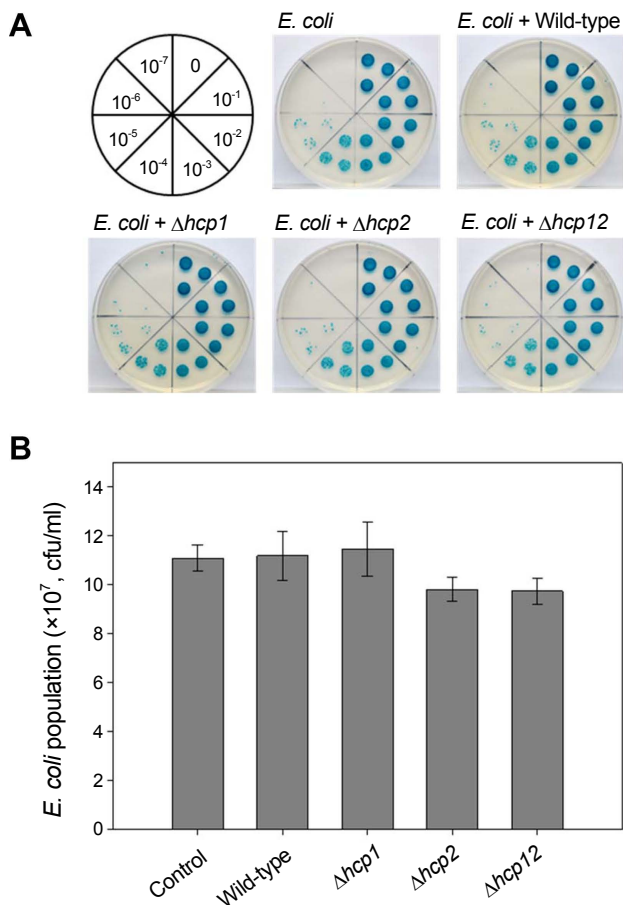 A
E. coli
E. coli + Wild-type
10-7
0
10-6
10-1
10-5
10-2
10-4
10-3
E. coli + Δhcp1
E. coli + Δhcp2
E. coli + Δhcp12
B
E. coli population (×10⁷, cfu/ml)
14
12
10
8
6
4
2
0
Control
Wild-type
Δhcp1
Δhcp2
Δhcp12